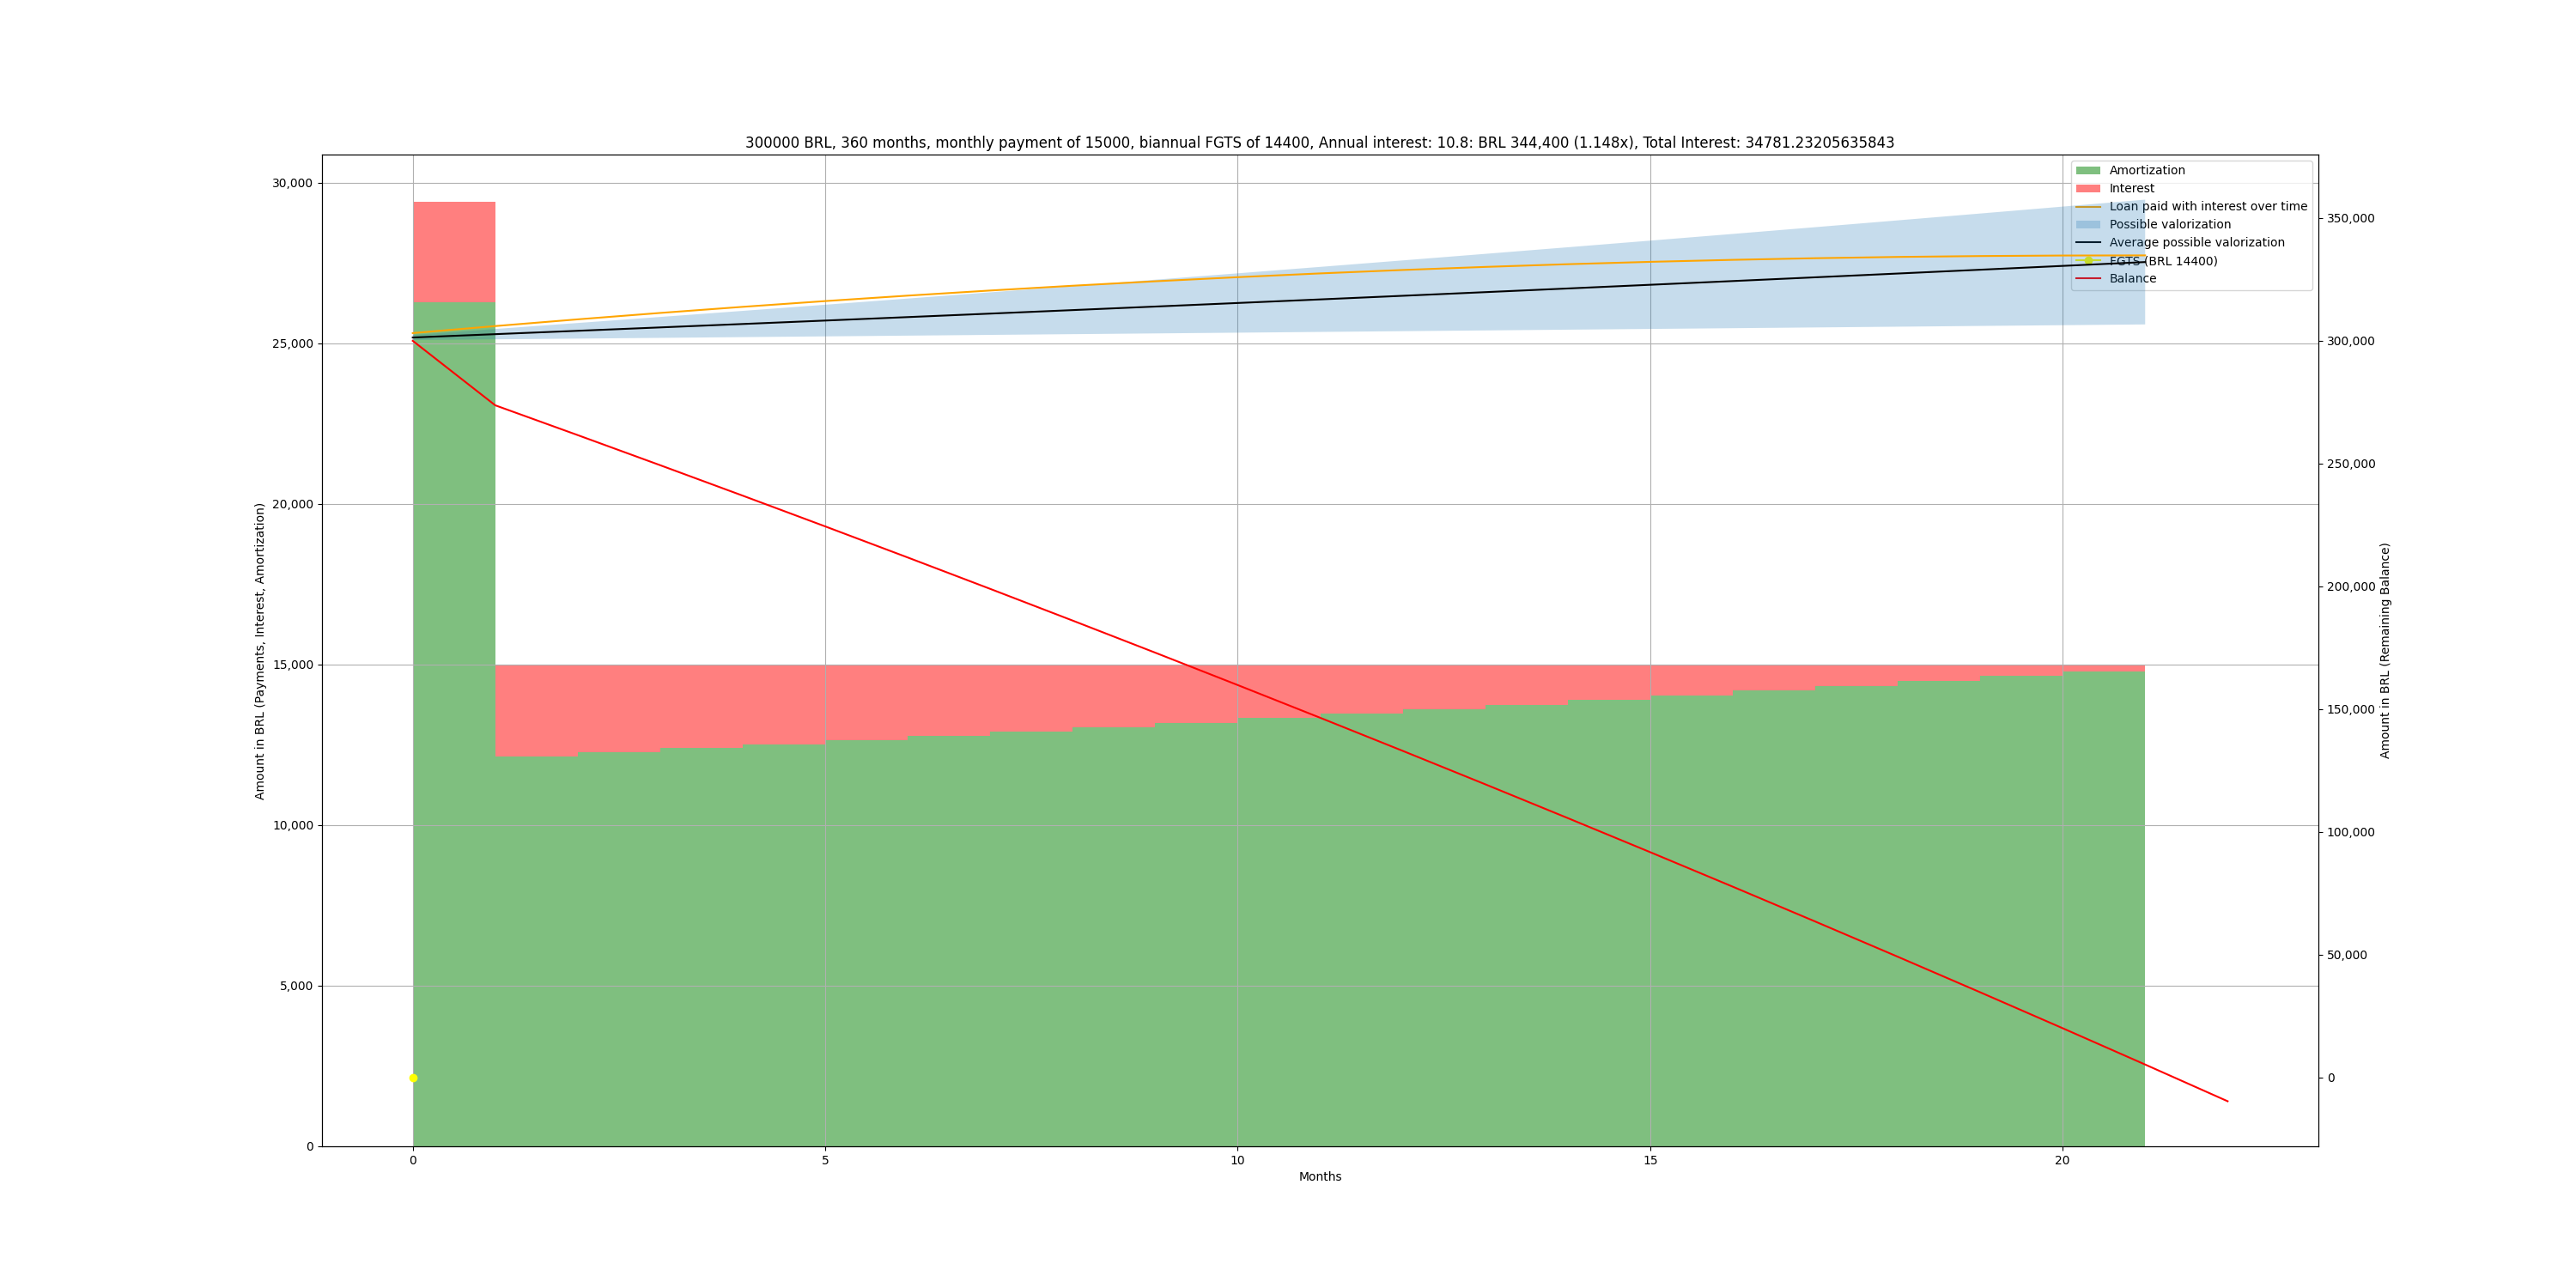 300000 BRL, 360 months, monthly payment of 15000, biannual FGTS of 14400, Annual interest: 10.8: BRL 344,400 (1.148x), Total Interest: 34781.23205635843
Amortization
Interest
Loan paid with interest over time
Possible valorization
Average possible valorization
FGTS (BRL 14400)
Balance
Amount in BRL (Payments, Interest, Amortization)
30,000
25,000
20,000
15,000
10,000
5,000
0
350,000
300,000
250,000
200,000
150,000
100,000
50,000
0
Amount in BRL (Remaining Balance)
0 5 10 15 20
Months